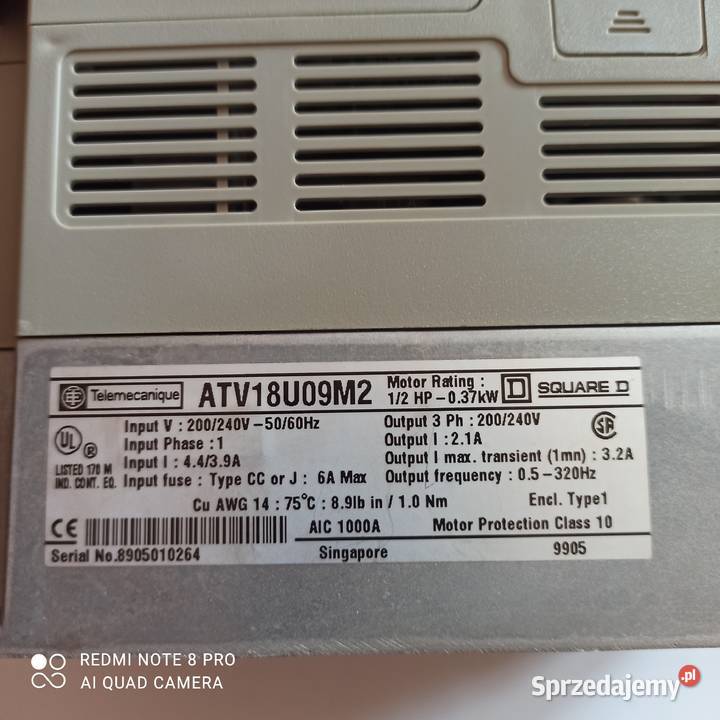 Telemecanique ATV18U09M2 Motor Rating : 1/2 HP - 0.37kW SQUARE D
Input V : 200/240V - 50/60Hz Output 3 Ph : 200/240V
UL ® Input Phase : 1 Output I : 2.1A SA
Input I : 4.4/3.9A Output I max. transient (1mn) : 3.2A
LISTED 170 M
IND. CONT. EQ. Input fuse : Type CC or J : 6A Max Output frequency : 0.5 - 320Hz
Cu AWG 14 : 75°C : 8.9lb in / 1.0 Nm Encl. Type1
CE AIC 1000A Motor Protection Class 10
Serial No.8905010264 Singapore 9905
REDMI NOTE 8 PRO
AI QUAD CAMERA
Sprzedajemy.pl